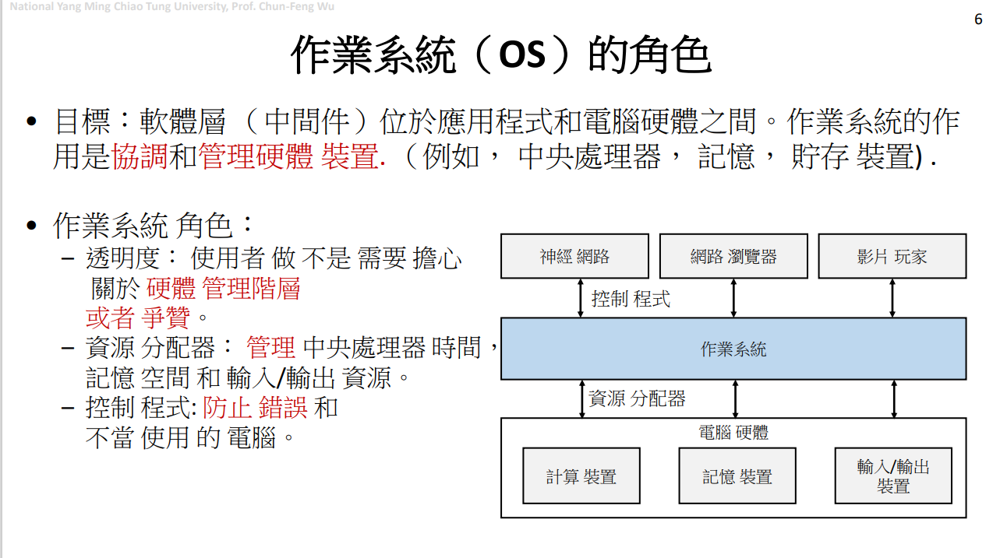 National Yang Ming Chiao Tung University, Prof. Chun-Feng Wu
6
作業系統（OS）的角色
• 目標：軟體層 （中間件）位於應用程式和電腦硬體之間。作業系統的作
用是協調和管理硬體 裝置. （例如， 中央處理器， 記憶， 貯存 裝置) .
• 作業系統 角色：
– 透明度： 使用者 做 不是 需要 擔心
關於 硬體 管理階層
或者 爭贊。
– 資源 分配器： 管理 中央處理器 時間，
記憶 空間 和 輸入/輸出 資源。
– 控制 程式: 防止 錯誤 和
不當 使用 的 電腦。
神經 網路
網路 瀏覽器
影片 玩家
控制 程式
作業系統
資源 分配器
電腦 硬體
計算 裝置
記憶 裝置
輸入/輸出
裝置